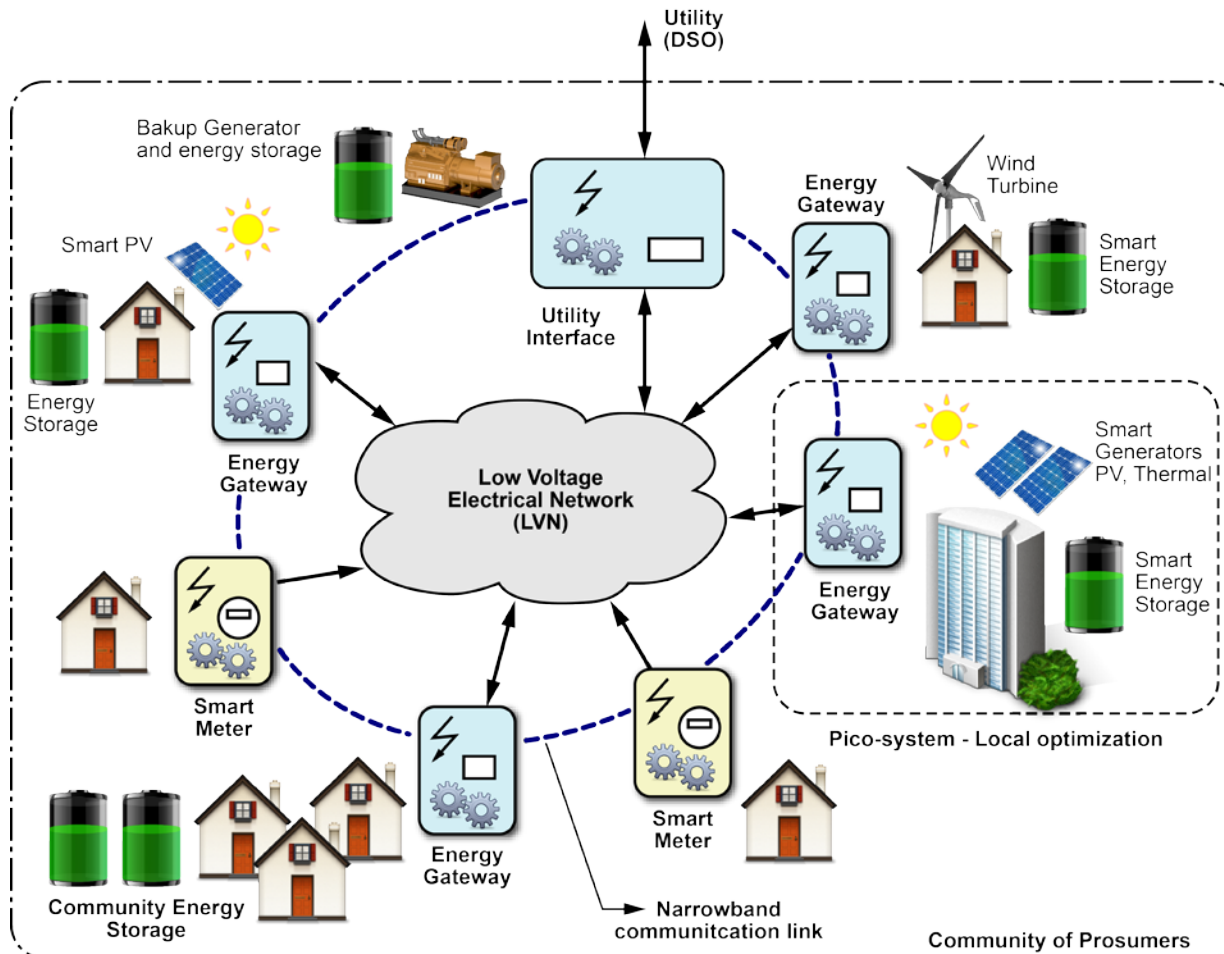 Utility
(DSO)
Bakup Generator
and energy storage
Wind
Turbine
Energy
Gateway
Smart PV
Smart
Energy
Storage
Utility
Interface
Energy
Storage
Energy
Gateway
Smart
Generators
PV, Thermal
Low Voltage
Electrical Network
(LVN)
Smart
Energy
Storage
Energy
Gateway
Smart
Meter
Pico-system - Local optimization
Smart
Meter
Energy
Gateway
Community Energy
Storage
Narrowband
communitcation link
Community of Prosumers